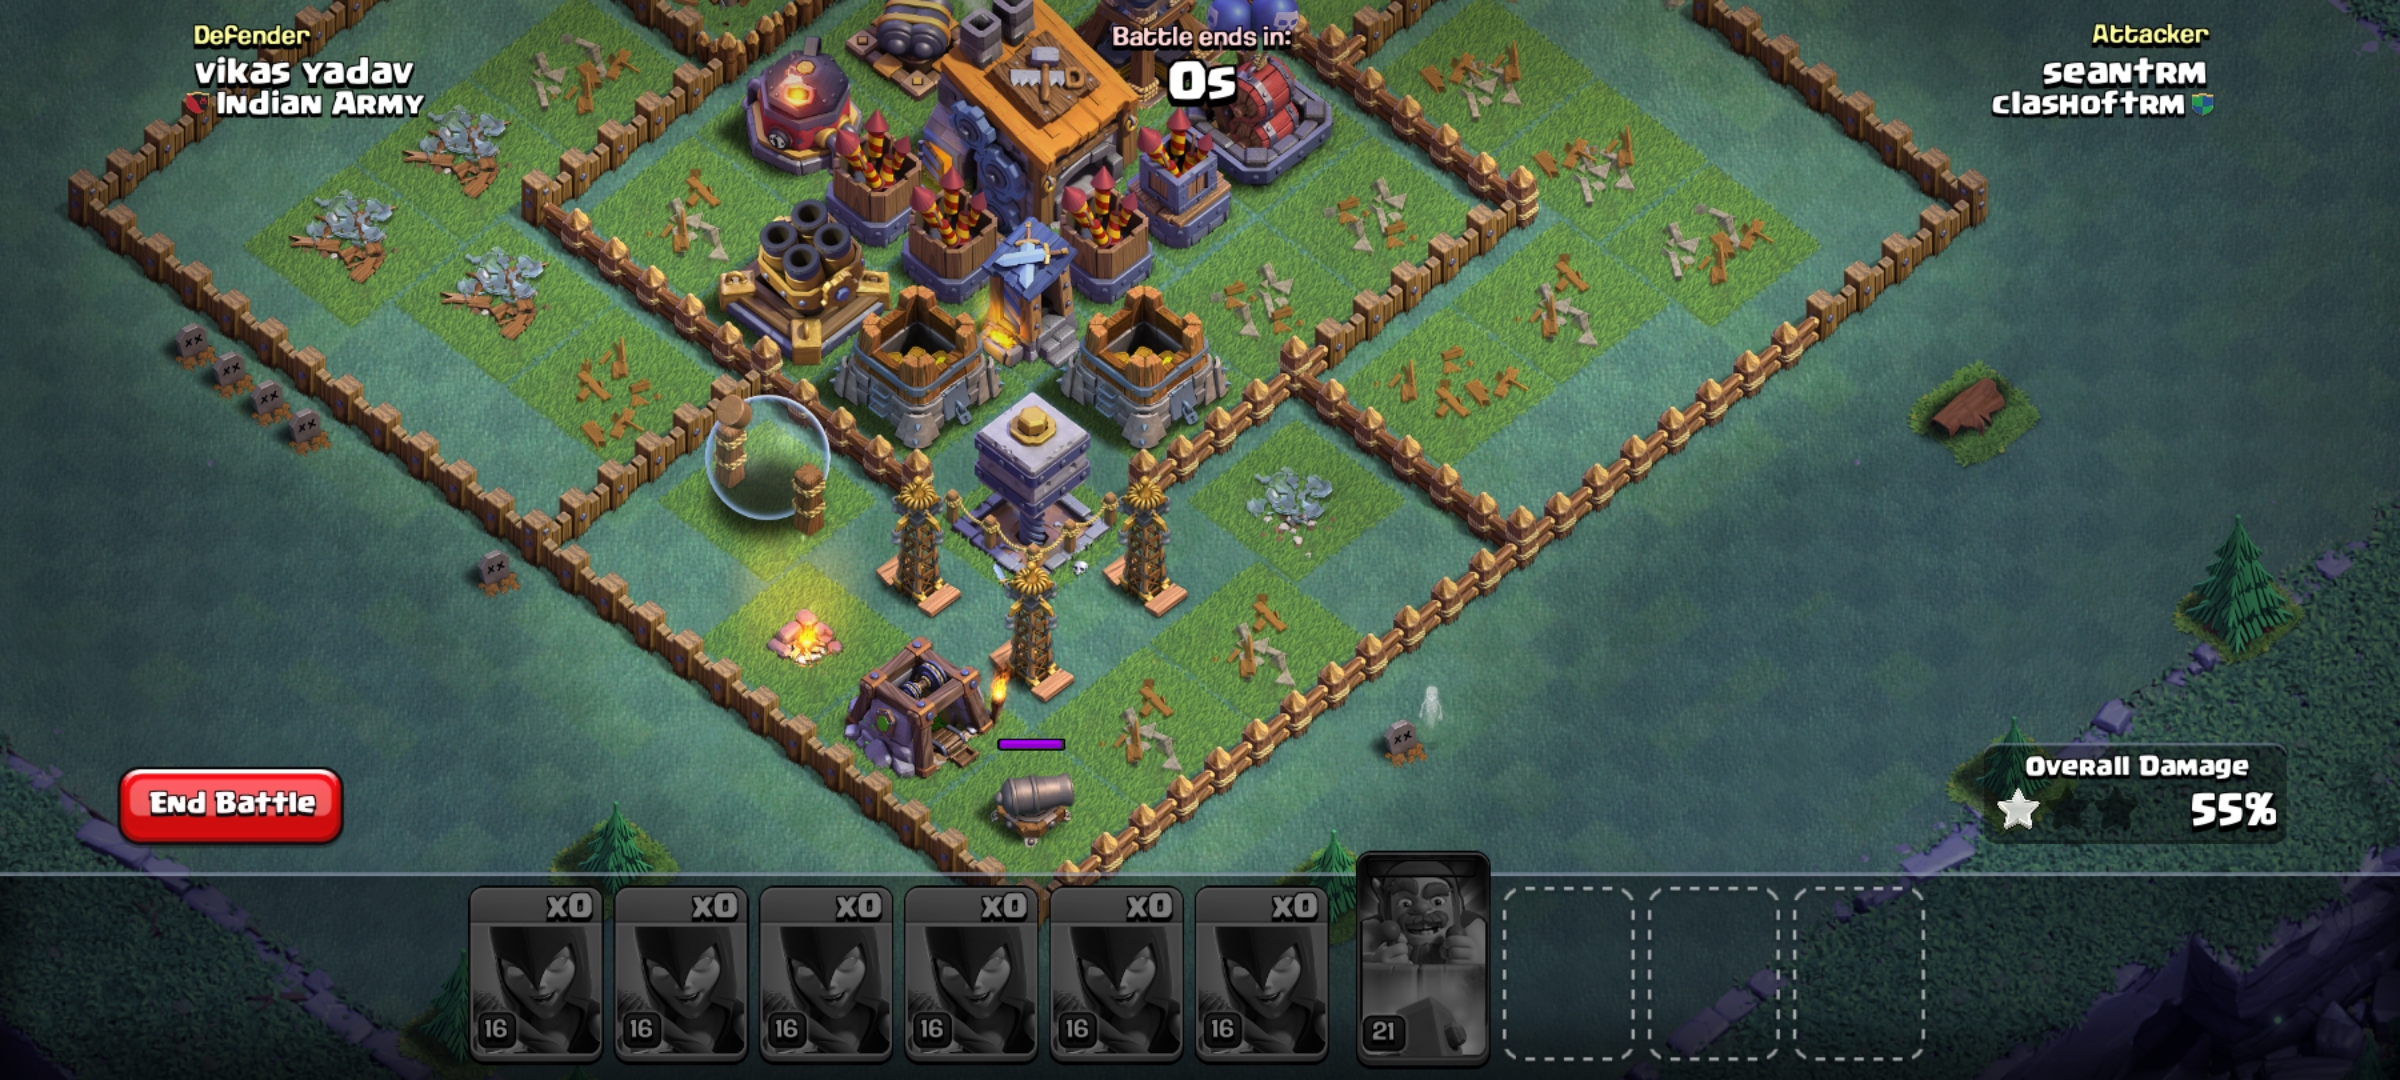 Defender
vikas yadav
Indian Army
Battle ends in:
0s
Attacker
seantrm
clashoftrm
End Battle
Overall Damage
55%
x0
x0
x0
x0
x0
x0
16
16
16
16
16
16
21